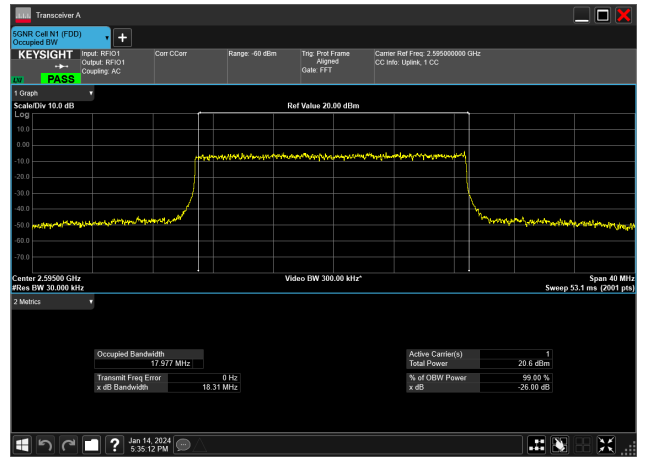 Transceiver A
5GNR Cell N1 (FDD)
Occupied BW
+
KEYSIGHT
LV
PASS
Input: RFIO1
Output: RFIO1
Coupling: AC
Corr CCorr
Range: -60 dBm
Trig: Prot Frame
Aligned
Gate: FFT
Carrier Ref Freq: 2.595000000 GHz
CC Info: Uplink, 1 CC
1 Graph
Scale/Div 10.0 dB
Ref Value 20.00 dBm
Log
10.0
0.00
-10.0
-20.0
-30.0
-40.0
-50.0
-60.0
-70.0
Center 2.59500 GHz
Video BW 300.00 kHz*
Span 40 MHz
#Res BW 30.000 kHz
Sweep 53.1 ms (2001 pts)
2 Metrics
Occupied Bandwidth
17.977 MHz
Active Carrier(s) 1
Total Power 20.6 dBm
Transmit Freq Error 0 Hz
x dB Bandwidth 18.31 MHz
% of OBW Power 99.00 %
x dB -26.00 dB
?
Jan 14, 2024
5:35:12 PM